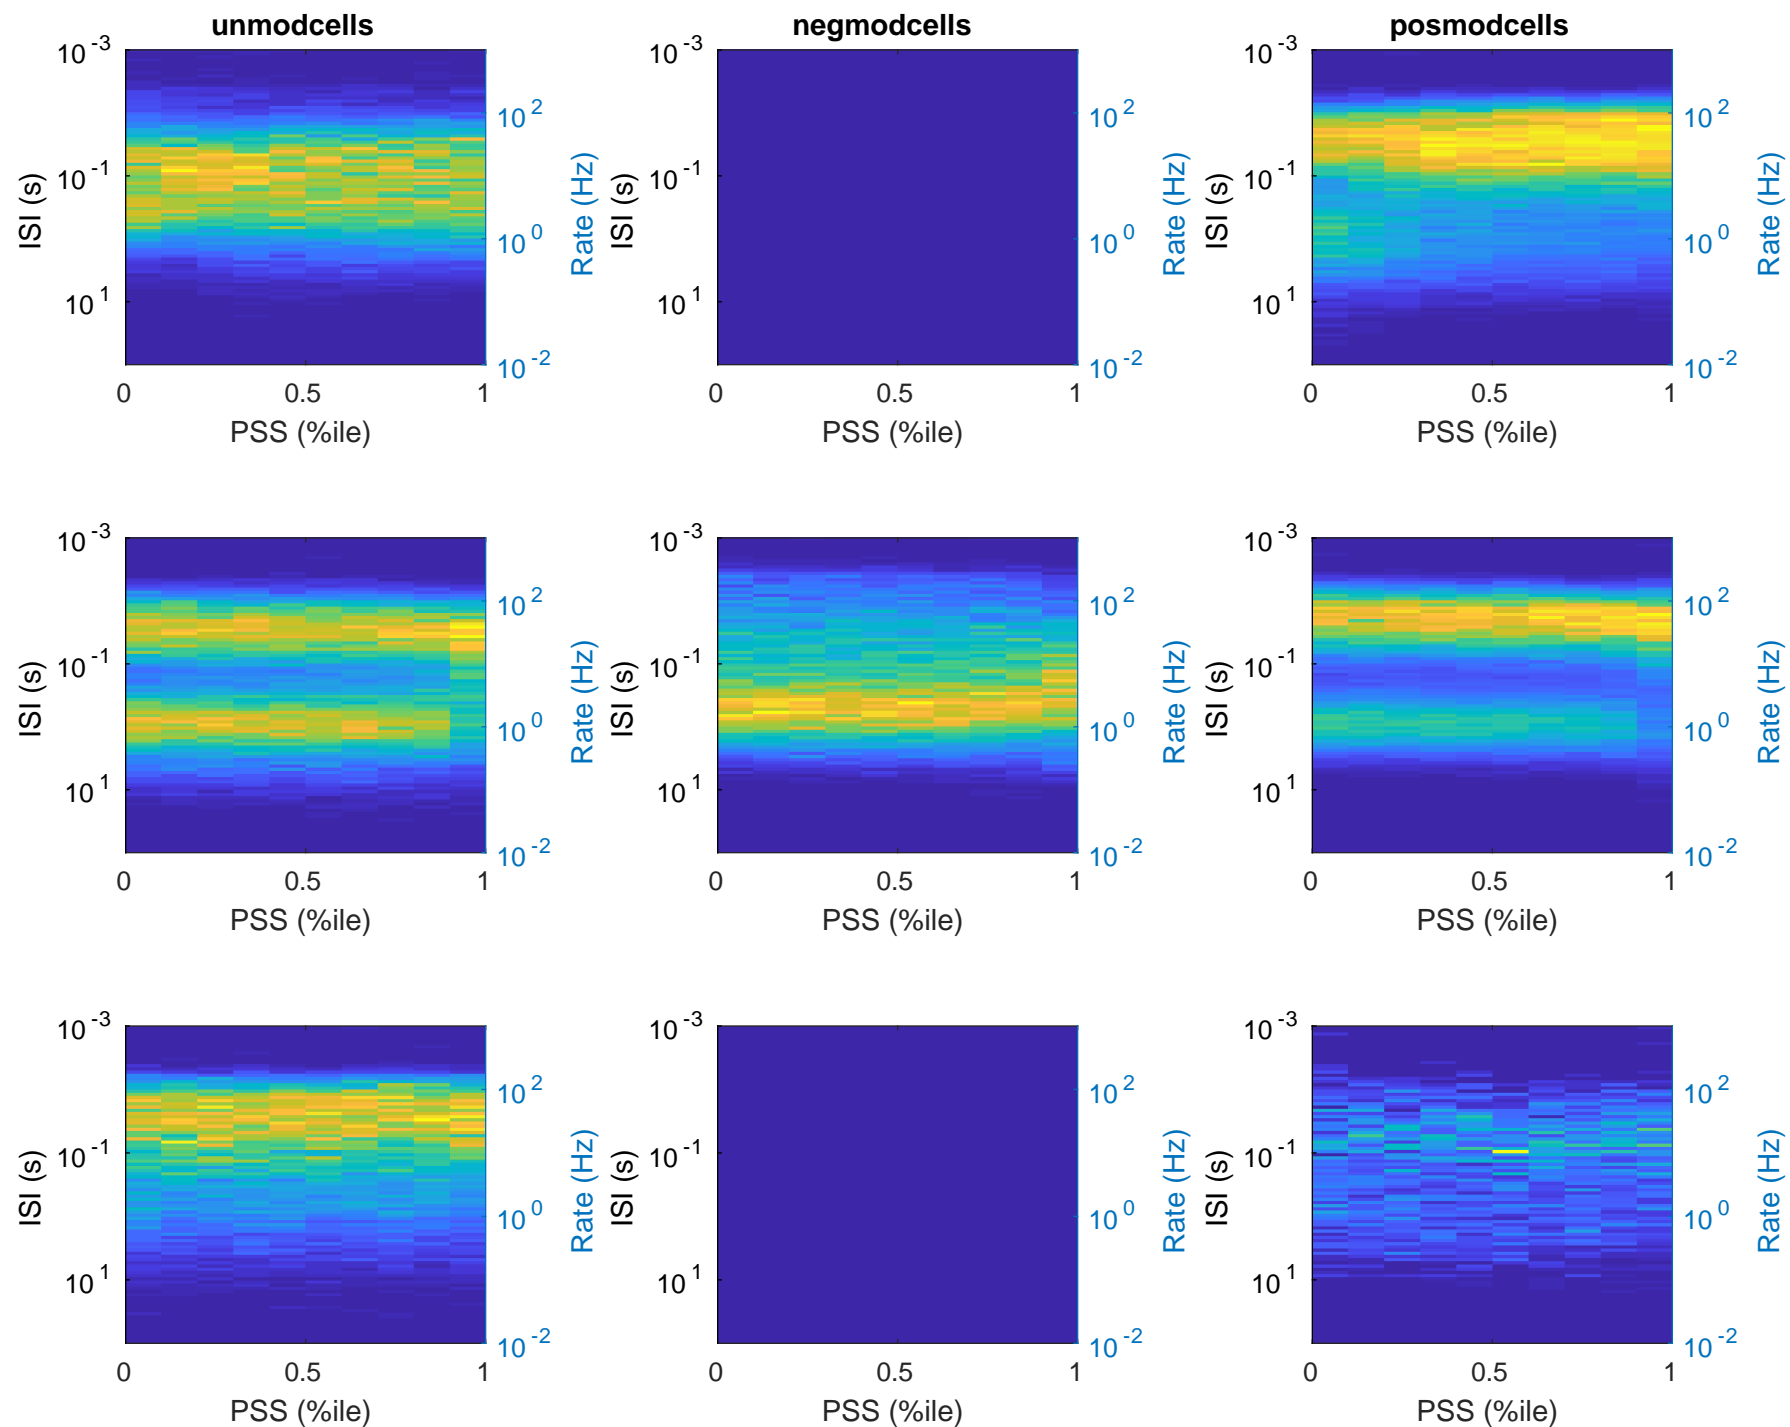 unmodcells negmodcells posmodcells
10^-3 10^-3 10^-3
10^2 10^2 10^2
10^-1 10^-1 10^-1
10^0 10^0 10^0
10^1 10^1 10^1
10^-2 10^-2 10^-2
ISI (s) Rate (Hz) ISI (s) Rate (Hz) ISI (s) Rate (Hz)
0 0.5 1 0 0.5 1 0 0.5 1
PSS (%ile) PSS (%ile) PSS (%ile)
10^-3 10^-3 10^-3
10^2 10^2 10^2
10^-1 10^-1 10^-1
10^0 10^0 10^0
10^1 10^1 10^1
10^-2 10^-2 10^-2
ISI (s) Rate (Hz) ISI (s) Rate (Hz) ISI (s) Rate (Hz)
0 0.5 1 0 0.5 1 0 0.5 1
PSS (%ile) PSS (%ile) PSS (%ile)
10^-3 10^-3 10^-3
10^2 10^2 10^2
10^-1 10^-1 10^-1
10^0 10^0 10^0
10^1 10^1 10^1
10^-2 10^-2 10^-2
ISI (s) Rate (Hz) ISI (s) Rate (Hz) ISI (s) Rate (Hz)
0 0.5 1 0 0.5 1 0 0.5 1
PSS (%ile) PSS (%ile) PSS (%ile)